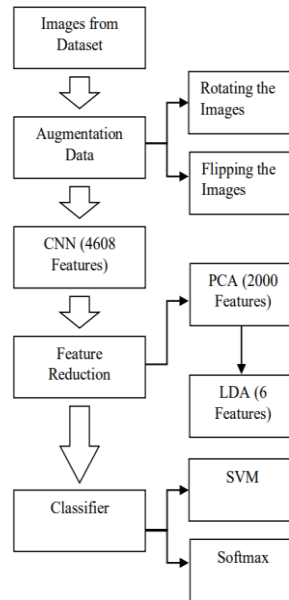 Images from
Dataset
Augmentation
Data
Rotating the
Images
Flipping the
Images
CNN (4608
Features)
Feature
Reduction
PCA (2000
Features)
LDA (6
Features)
Classifier
SVM
Softmax